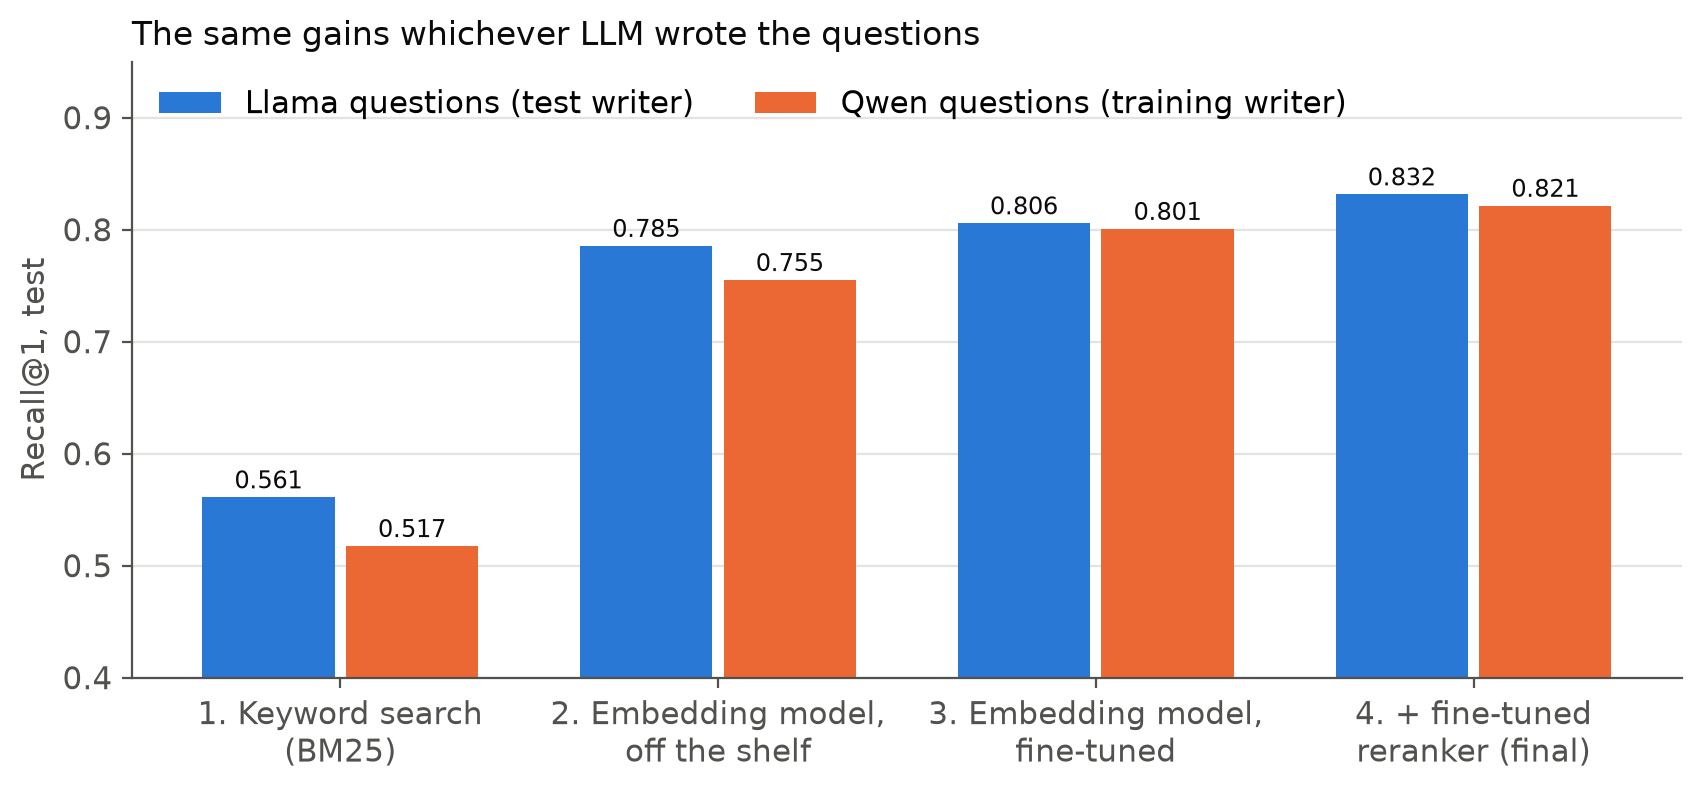 The same gains whichever LLM wrote the questions
Llama questions (test writer)
Qwen questions (training writer)
Recall@1, test
0.9
0.8
0.7
0.6
0.5
0.4
0.561
0.517
0.785
0.755
0.806
0.801
0.832
0.821
1. Keyword search
(BM25)
2. Embedding model,
off the shelf
3. Embedding model,
fine-tuned
4. + fine-tuned
reranker (final)